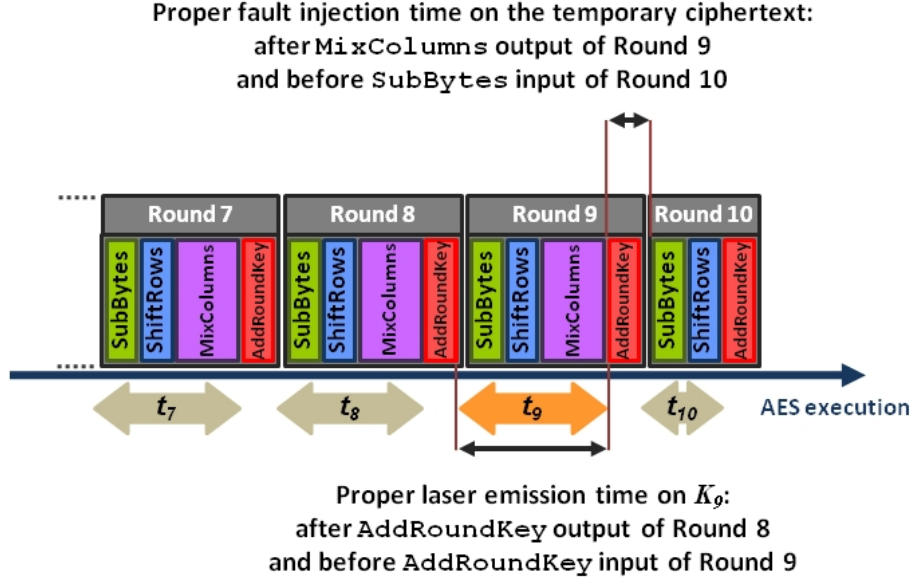 Proper fault injection time on the temporary ciphertext:
after MixColumns output of Round 9
and before SubBytes input of Round 10
Round 7
Round 8
Round 9
Round 10
SubBytes
ShiftRows
MixColumns
AddRoundKey
SubBytes
ShiftRows
MixColumns
AddRoundKey
SubBytes
ShiftRows
MixColumns
AddRoundKey
SubBytes
ShiftRows
AddRoundKey
t7
t8
t9
t10
AES execution
Proper laser emission time on K9:
after AddRoundKey output of Round 8
and before AddRoundKey input of Round 9